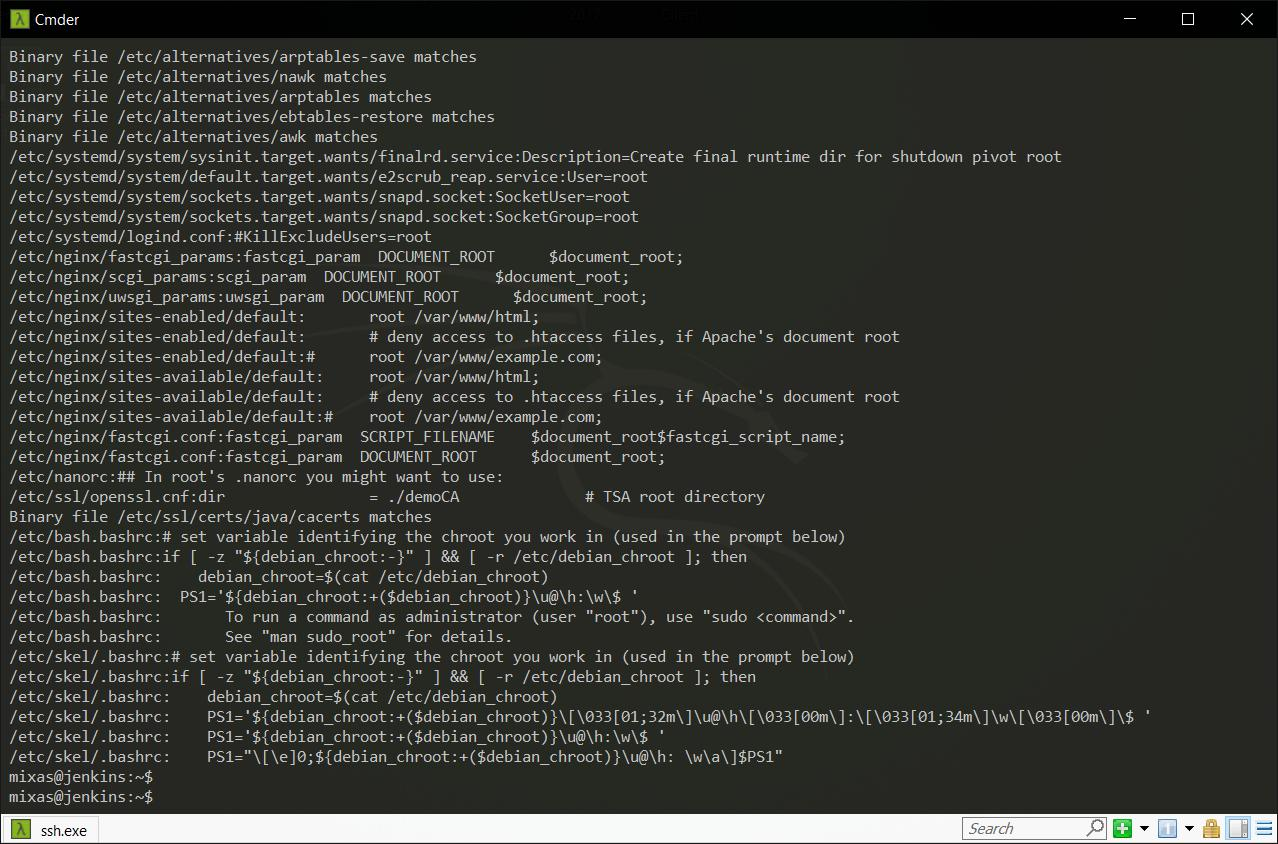 Cmder
Binary file /etc/alternatives/arptables-save matches
Binary file /etc/alternatives/nawk matches
Binary file /etc/alternatives/arptables matches
Binary file /etc/alternatives/ebtables-restore matches
Binary file /etc/alternatives/awk matches
/etc/systemd/system/sysinit.target.wants/finalrd.service:Description=Create final runtime dir for shutdown pivot root
/etc/systemd/system/default.target.wants/e2scrub_reap.service:User=root
/etc/systemd/system/sockets.target.wants/snapd.socket:SocketUser=root
/etc/systemd/system/sockets.target.wants/snapd.socket:SocketGroup=root
/etc/systemd/logind.conf:#KillExcludeUsers=root
/etc/nginx/fastcgi_params:fastcgi_param  DOCUMENT_ROOT      $document_root;
/etc/nginx/scgi_params:scgi_param  DOCUMENT_ROOT      $document_root;
/etc/nginx/uwsgi_params:uwsgi_param  DOCUMENT_ROOT      $document_root;
/etc/nginx/sites-enabled/default:       root /var/www/html;
/etc/nginx/sites-enabled/default:       # deny access to .htaccess files, if Apache's document root
/etc/nginx/sites-enabled/default:#      root /var/www/example.com;
/etc/nginx/sites-available/default:     root /var/www/html;
/etc/nginx/sites-available/default:     # deny access to .htaccess files, if Apache's document root
/etc/nginx/sites-available/default:#    root /var/www/example.com;
/etc/nginx/fastcgi.conf:fastcgi_param  SCRIPT_FILENAME    $document_root$fastcgi_script_name;
/etc/nginx/fastcgi.conf:fastcgi_param  DOCUMENT_ROOT      $document_root;
/etc/nanorc:## In root's .nanorc you might want to use:
/etc/ssl/openssl.cnf:dir                = ./demoCA              # TSA root directory
Binary file /etc/ssl/certs/java/cacerts matches
/etc/bash.bashrc:# set variable identifying the chroot you work in (used in the prompt below)
/etc/bash.bashrc:if [ -z "${debian_chroot:-}" ] && [ -r /etc/debian_chroot ]; then
/etc/bash.bashrc:    debian_chroot=$(cat /etc/debian_chroot)
/etc/bash.bashrc:  PS1='${debian_chroot:+($debian_chroot)}\u@\h:\w\$ '
/etc/bash.bashrc:       To run a command as administrator (user "root"), use "sudo <command>".
/etc/bash.bashrc:       See "man sudo_root" for details.
/etc/skel/.bashrc:# set variable identifying the chroot you work in (used in the prompt below)
/etc/skel/.bashrc:if [ -z "${debian_chroot:-}" ] && [ -r /etc/debian_chroot ]; then
/etc/skel/.bashrc:    debian_chroot=$(cat /etc/debian_chroot)
/etc/skel/.bashrc:    PS1='${debian_chroot:+($debian_chroot)}\[\033[01;32m\]\u@\h\[\033[00m\]:\[\033[01;34m\]\w\[\033[00m\]\$ '
/etc/skel/.bashrc:    PS1='${debian_chroot:+($debian_chroot)}\u@\h:\w\$ '
/etc/skel/.bashrc:    PS1="\[\e]0;${debian_chroot:+($debian_chroot)}\u@\h: \w\a\]$PS1"
mixas@jenkins:~$
mixas@jenkins:~$
ssh.exe
Search